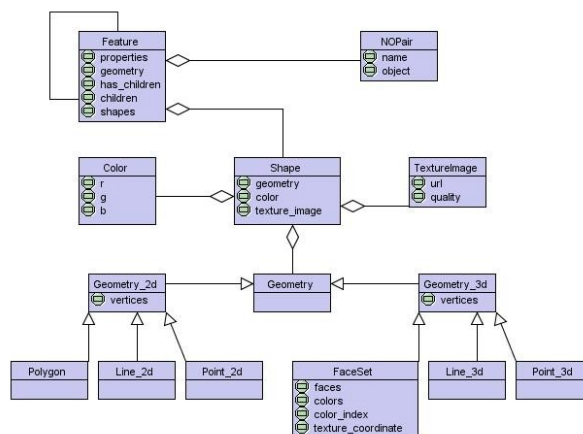 Feature
properties
geometry
has_children
children
shapes
NOPair
name
object
Color
r
g
b
Shape
geometry
color
texture_image
TextureImage
url
quality
Geometry_2d
vertices
Geometry
Geometry_3d
vertices
Polygon
Line_2d
Point_2d
FaceSet
faces
colors
color_index
texture_coordinate
Line_3d
Point_3d